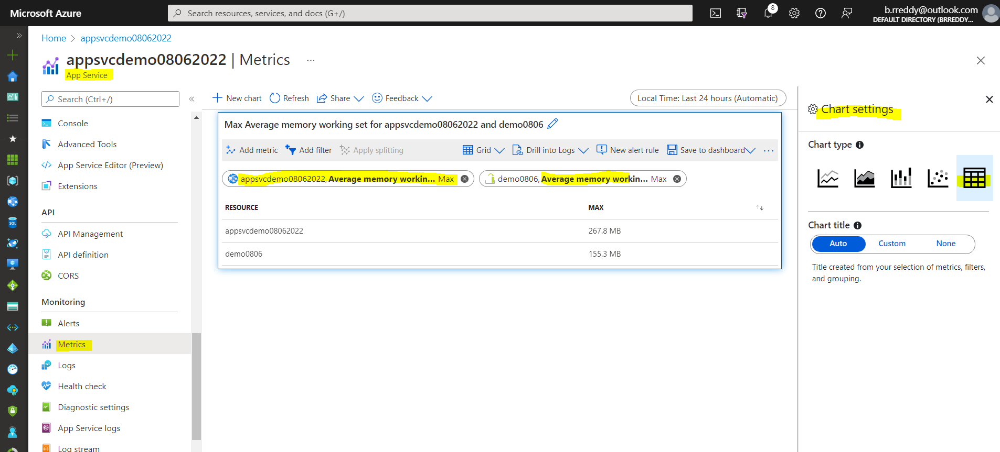 Microsoft Azure
Search resources, services, and docs (G+/)
8
b.rreddy@outlook.com
DEFAULT DIRECTORY (BRREDDY...
Home > appsvcdemo08062022
appsvcdemo08062022 | Metrics ...
App Service
Search (Ctrl+/)
Console
Advanced Tools
App Service Editor (Preview)
Extensions
API
API Management
API definition
CORS
Monitoring
Alerts
Metrics
Logs
Health check
Diagnostic settings
App Service logs
Log stream
SQL
New chart Refresh Share Feedback
Local Time: Last 24 hours (Automatic)
Max Average memory working set for appsvcdemo08062022 and demo0806
Add metric Add filter Apply splitting Grid Drill into Logs New alert rule Save to dashboard ...
appsvcdemo08062022, Average memory workin... Max demo0806, Average memory workin... Max
RESOURCE MAX
appsvcdemo08062022 267.8 MB
demo0806 155.3 MB
Chart settings
Chart type
Chart title
Auto Custom None
Title created from your selection of metrics, filters,
and grouping.